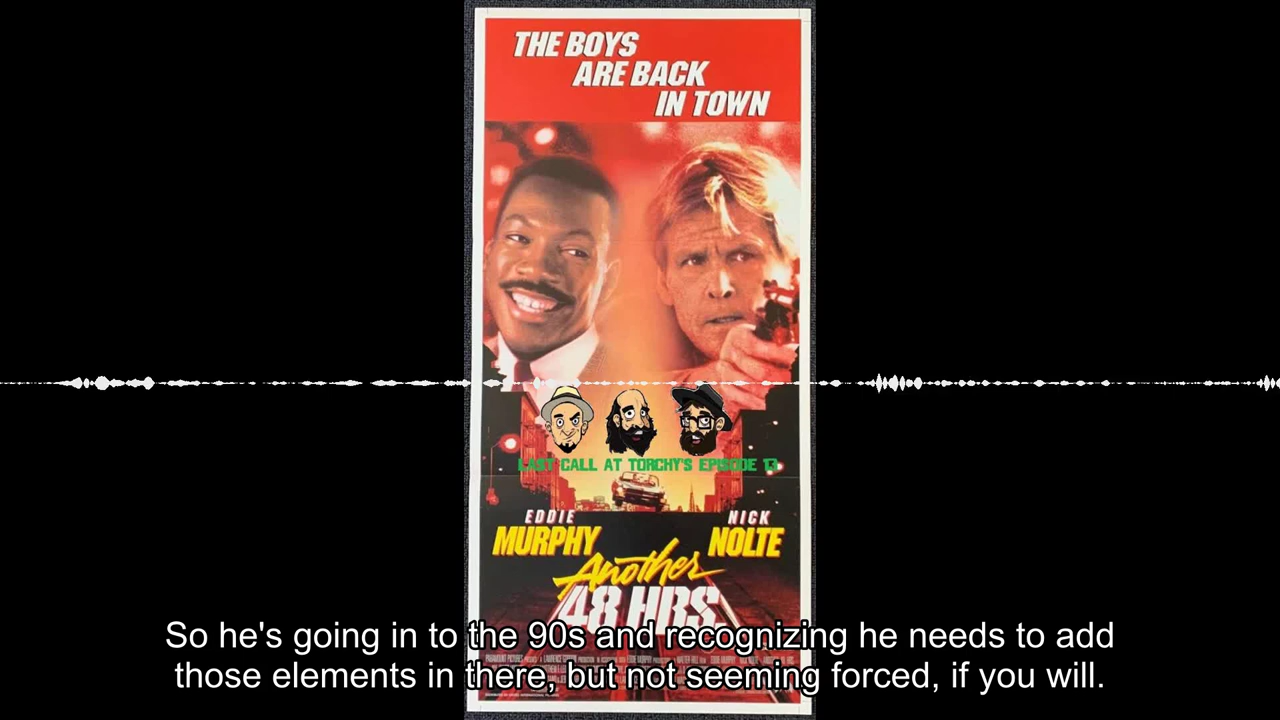 THE BOYS
ARE BACK
IN TOWN
LAST CALL AT TORCHY'S EPISODE 13
EDDIE
MURPHY
NICK
NOLTE
Another
48 HRS.
So he's going in to the 90s and recognizing he needs to add
those elements in there, but not seeming forced, if you will.